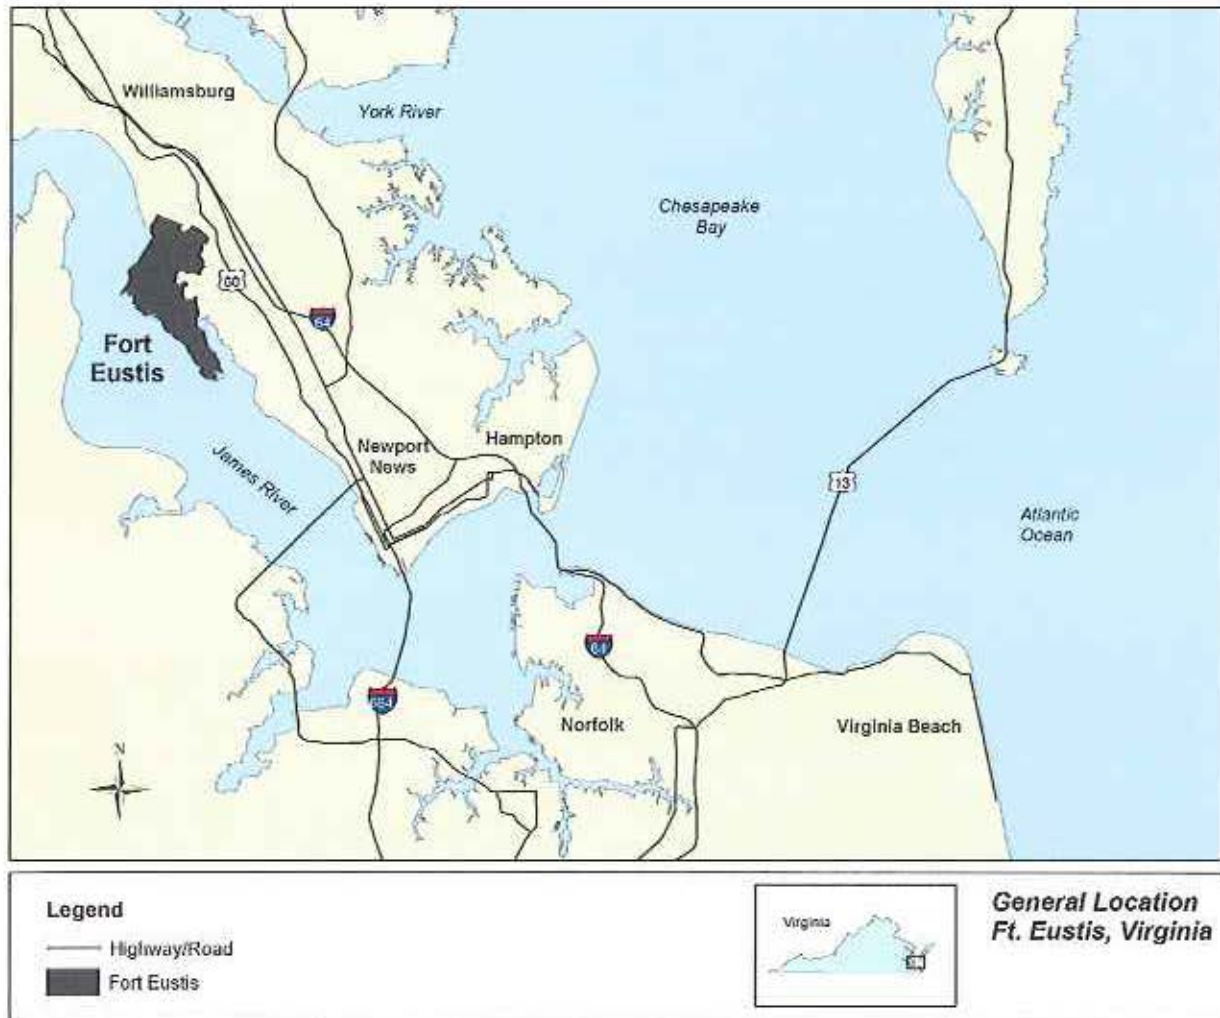 Williamsburg
York River
Chesapeake
Bay
60
64
Fort
Eustis
Newport
News
Hampton
James River
13
Atlantic
Ocean
64
664
Norfolk
Virginia Beach
N
Legend
Highway/Road
Fort Eustis
Virginia
General Location
Ft. Eustis, Virginia